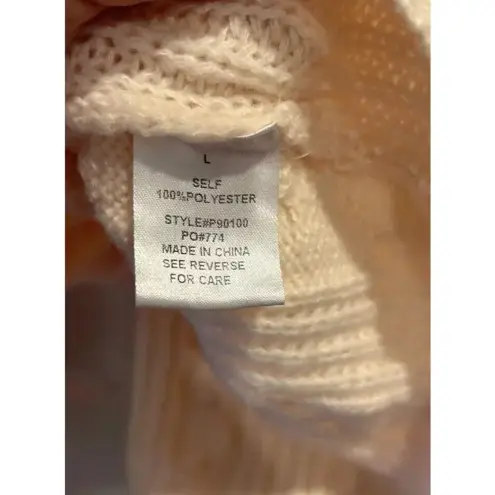 L
SELF
100%POLYESTER
STYLE#P90100
PO#774
MADE IN CHINA
SEE REVERSE
FOR CARE